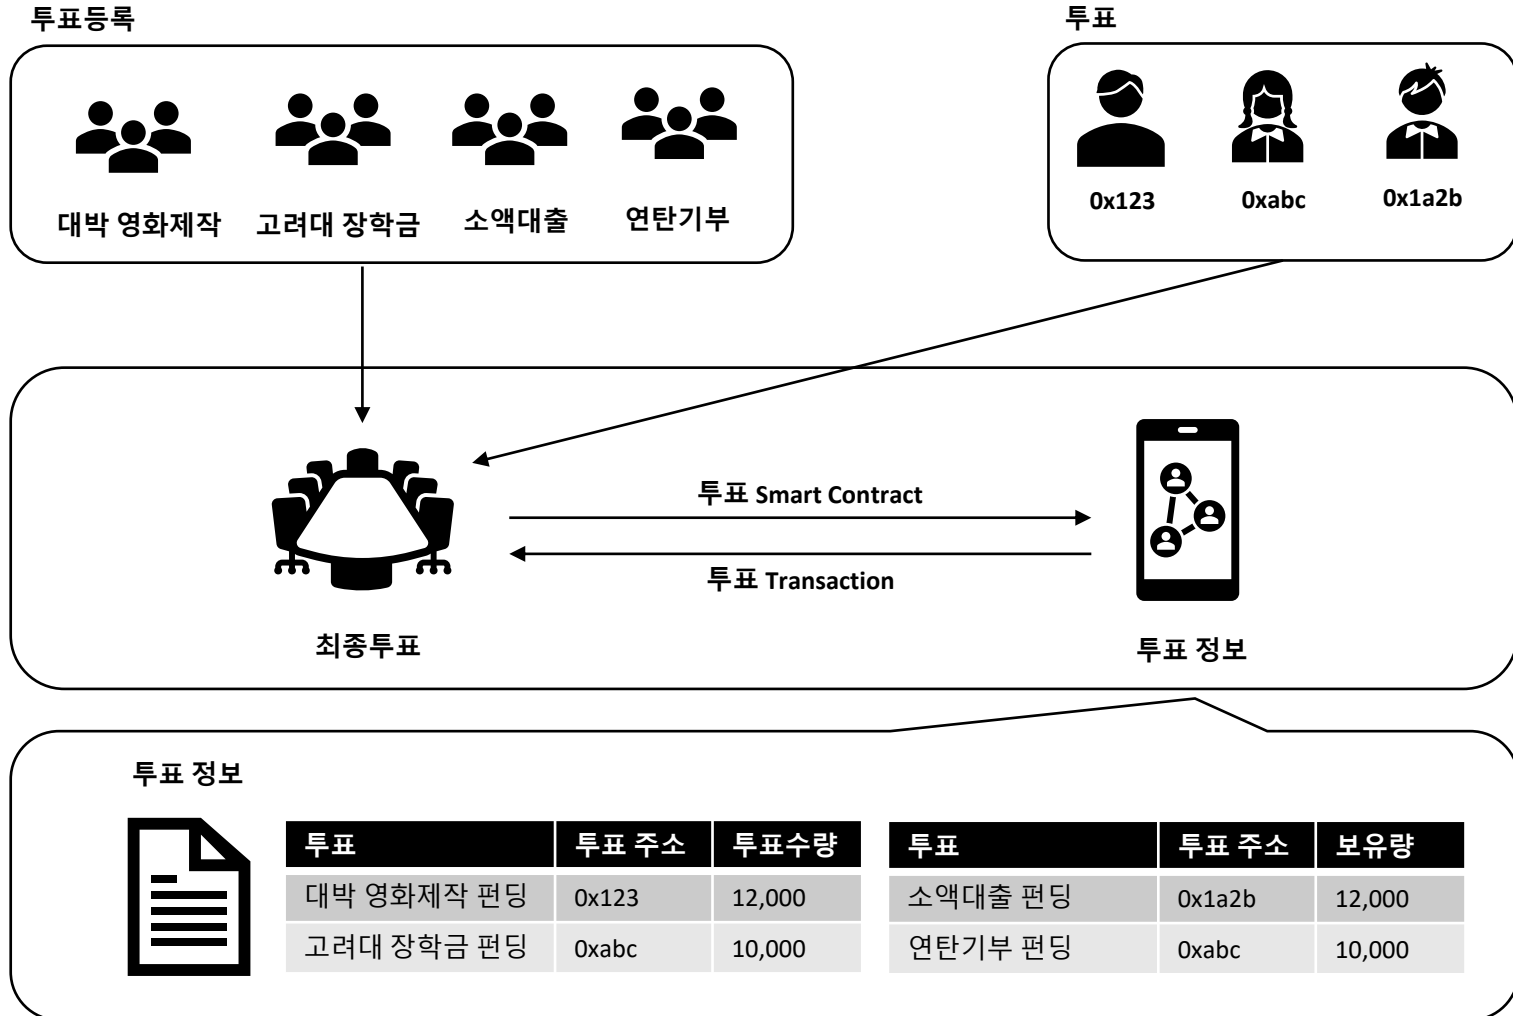 투표등록
투표
대박 영화제작
고려대 장학금
소액대출
연탄기부
0x123
0xabc
0x1a2b
투표 Smart Contract
투표 Transaction
최종투표
투표 정보
투표 정보
투표 투표 주소 투표수량
대박 영화제작 펀딩 0x123 12,000
고려대 장학금 펀딩 0xabc 10,000
투표 투표 주소 보유량
소액대출 펀딩 0x1a2b 12,000
연탄기부 펀딩 0xabc 10,000